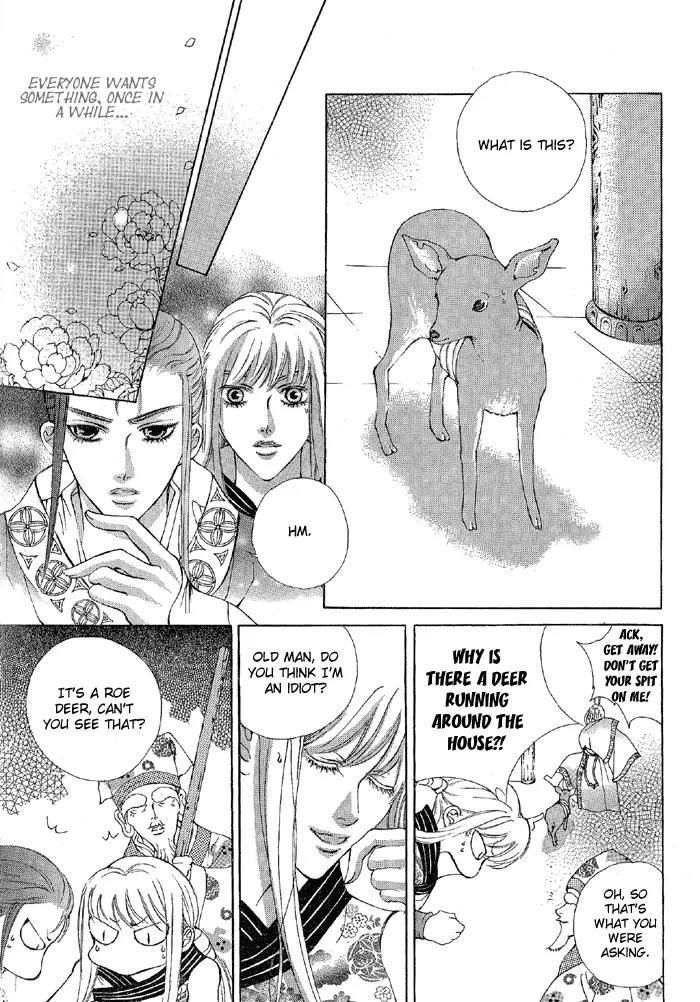 EVERYONE WANTS
SOMETHING, ONCE IN
A WHILE...
WHAT IS THIS?
HM.
IT'S A ROE
DEER, CAN'T
YOU SEE THAT?
OLD MAN, DO
YOU THINK I'M
AN IDIOT?
WHY IS
THERE A DEER
RUNNING
AROUND THE
HOUSE?!
ACK,
GET AWAY!
DON'T GET
YOUR SPIT
ON ME!
OH, SO
THAT'S
WHAT YOU
WERE
ASKING.